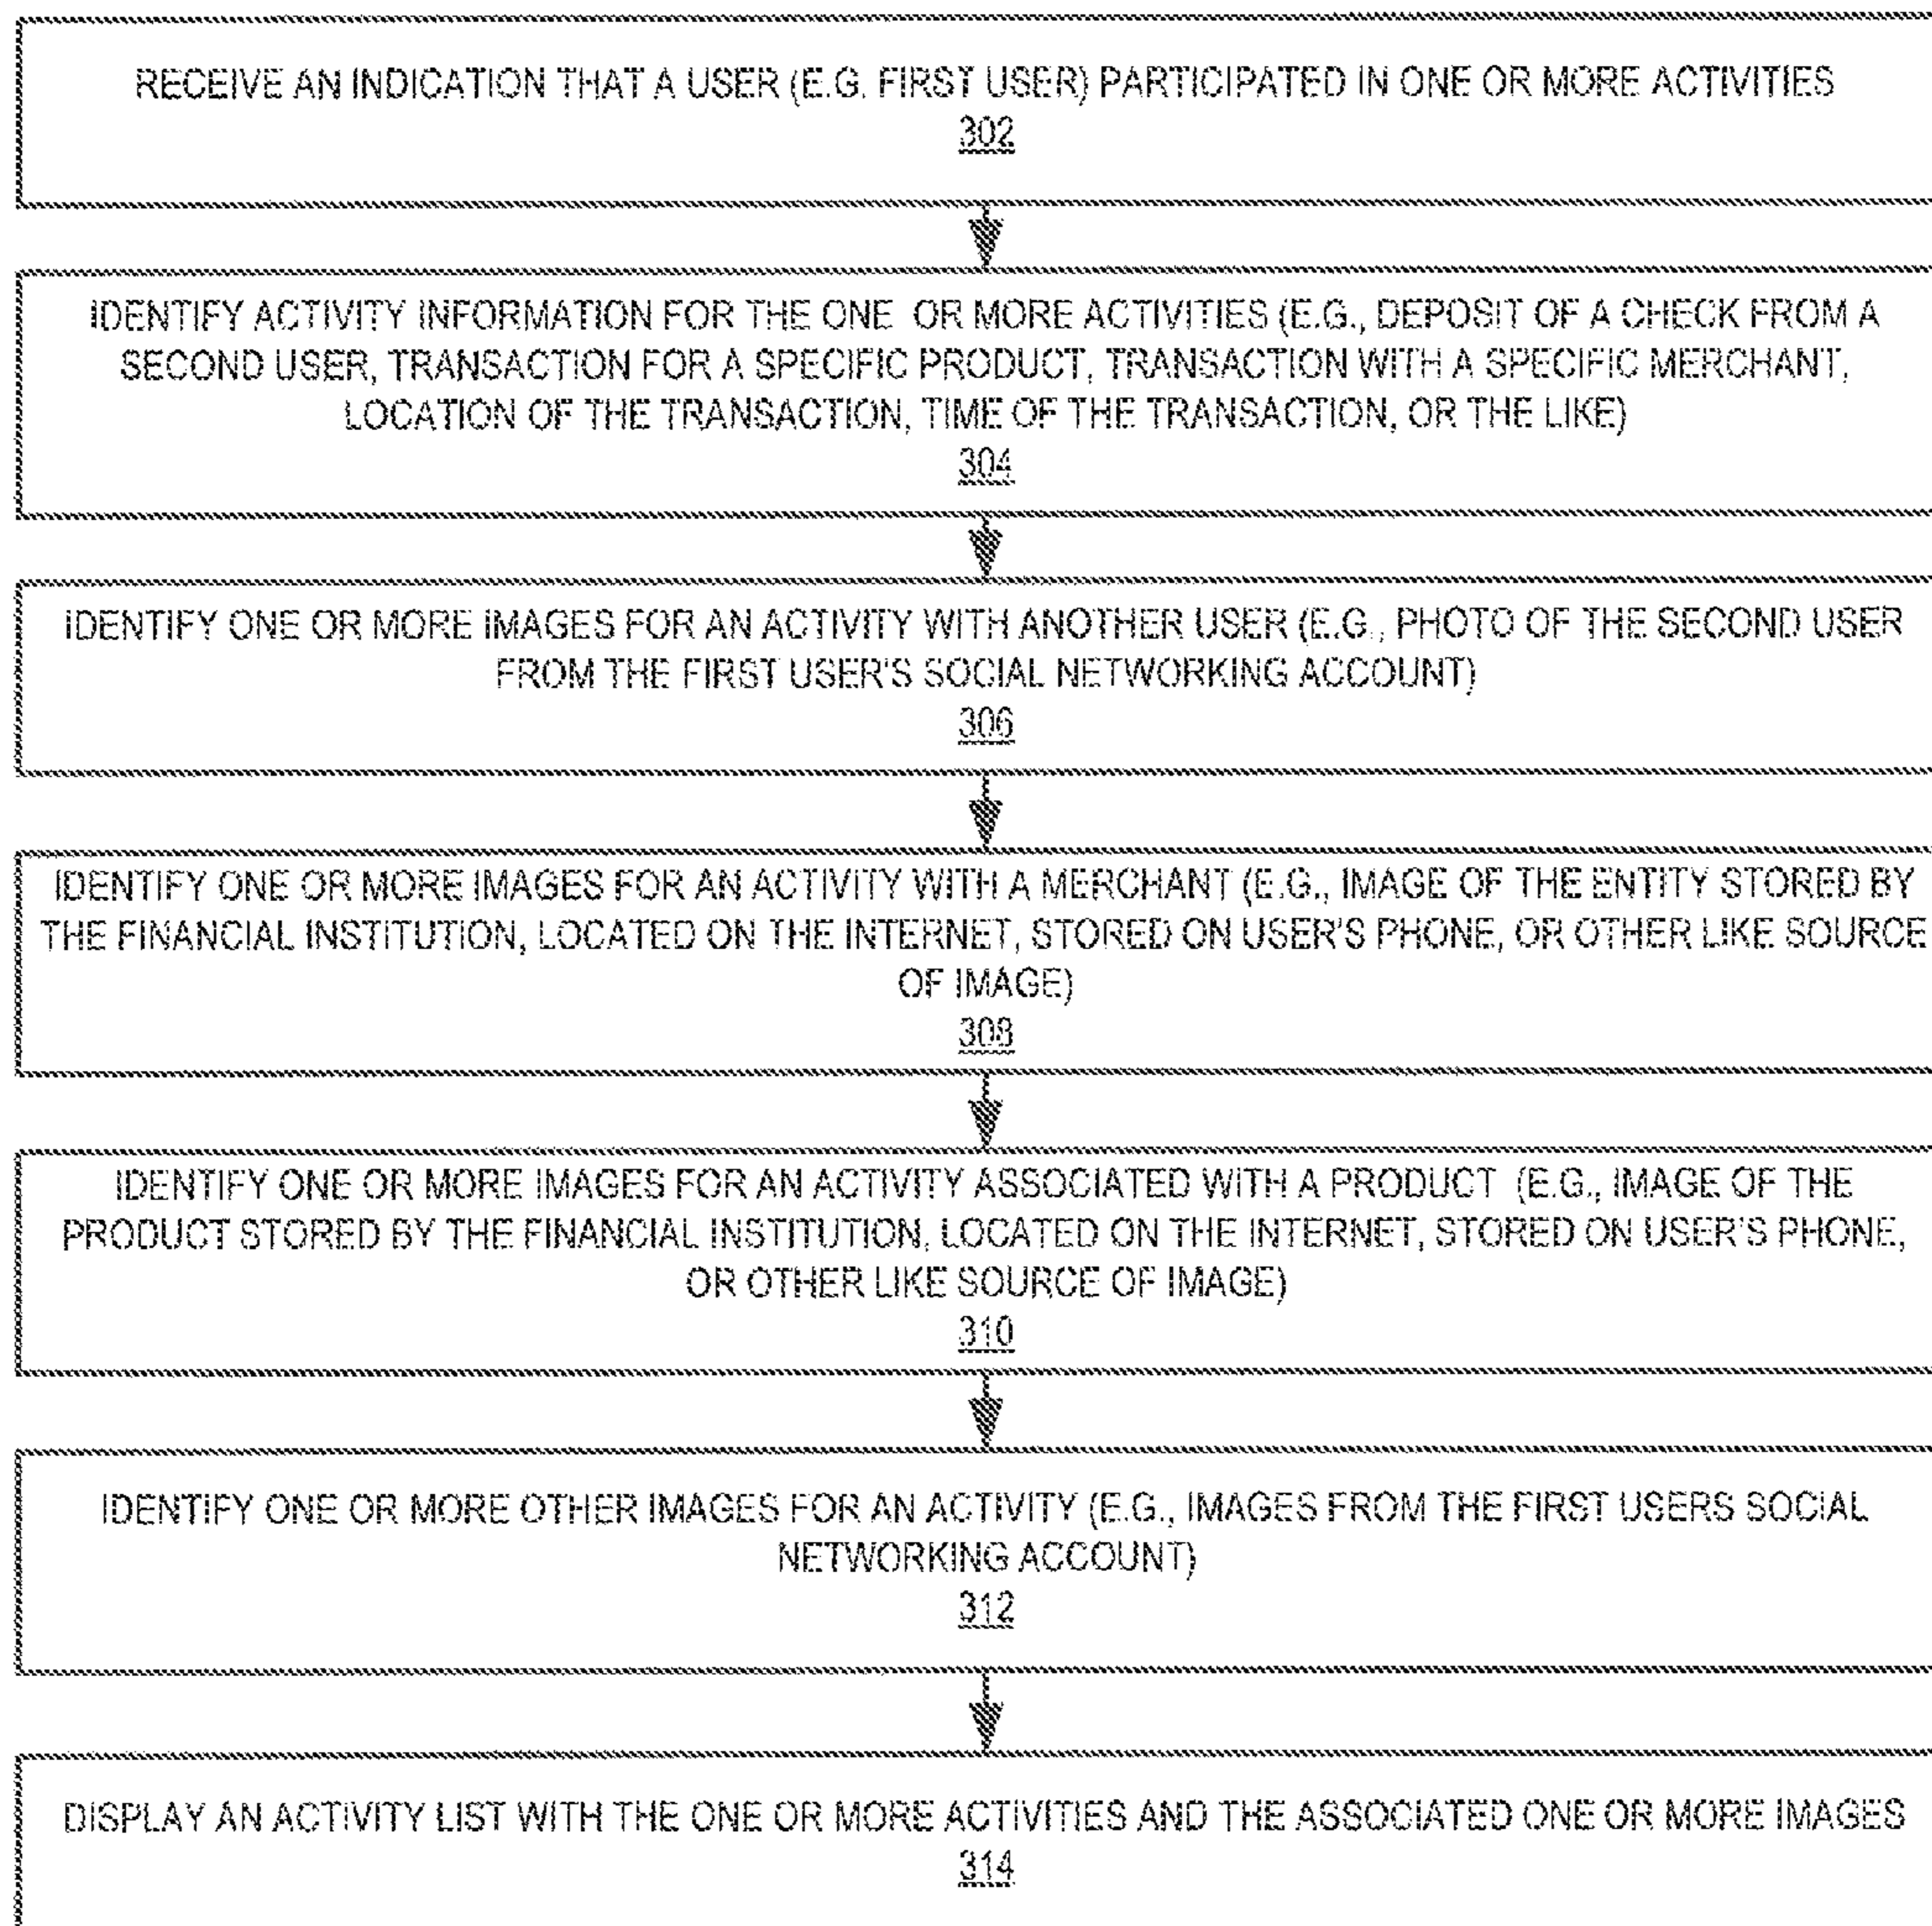 RECEIVE AN INDICATION THAT A USER (E.G. FIRST USER) PARTICIPATED IN ONE OR MORE ACTIVITIES
302
IDENTIFY ACTIVITY INFORMATION FOR THE ONE OR MORE ACTIVITIES (E.G., DEPOSIT OF A CHECK FROM A
SECOND USER, TRANSACTION FOR A SPECIFIC PRODUCT, TRANSACTION WITH A SPECIFIC MERCHANT,
LOCATION OF THE TRANSACTION, TIME OF THE TRANSACTION, OR THE LIKE)
304
IDENTIFY ONE OR MORE IMAGES FOR AN ACTIVITY WITH ANOTHER USER (E.G., PHOTO OF THE SECOND USER
FROM THE FIRST USER'S SOCIAL NETWORKING ACCOUNT)
306
IDENTIFY ONE OR MORE IMAGES FOR AN ACTIVITY WITH A MERCHANT (E.G., IMAGE OF THE ENTITY STORED BY
THE FINANCIAL INSTITUTION, LOCATED ON THE INTERNET, STORED ON USER'S PHONE, OR OTHER LIKE SOURCE
OF IMAGE)
308
IDENTIFY ONE OR MORE IMAGES FOR AN ACTIVITY ASSOCIATED WITH A PRODUCT (E.G., IMAGE OF THE
PRODUCT STORED BY THE FINANCIAL INSTITUTION, LOCATED ON THE INTERNET, STORED ON USER'S PHONE,
OR OTHER LIKE SOURCE OF IMAGE)
310
IDENTIFY ONE OR MORE OTHER IMAGES FOR AN ACTIVITY (E.G., IMAGES FROM THE FIRST USERS SOCIAL
NETWORKING ACCOUNT)
312
DISPLAY AN ACTIVITY LIST WITH THE ONE OR MORE ACTIVITIES AND THE ASSOCIATED ONE OR MORE IMAGES
314